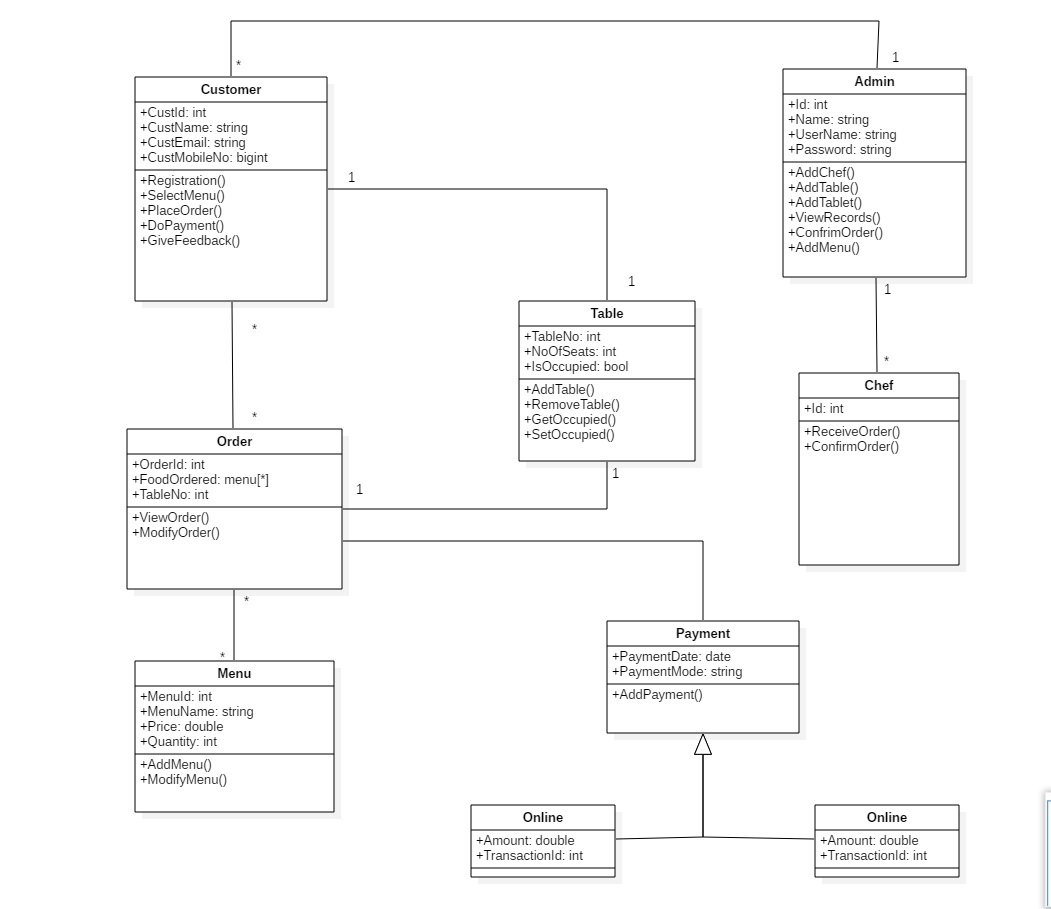 *
1
Customer
+CustId: int
+CustName: string
+CustEmail: string
+CustMobileNo: bigint
+Registration()
+SelectMenu()
+PlaceOrder()
+DoPayment()
+GiveFeedback()
Admin
+Id: int
+Name: string
+UserName: string
+Password: string
+AddChef()
+AddTable()
+AddTablet()
+ViewRecords()
+ConfrimOrder()
+AddMenu()
1
1
Table
+TableNo: int
+NoOfSeats: int
+IsOccupied: bool
+AddTable()
+RemoveTable()
+GetOccupied()
+SetOccupied()
1
*
Chef
+Id: int
+ReceiveOrder()
+ConfirmOrder()
*
*
Order
+OrderId: int
+FoodOrdered: menu[*]
+TableNo: int
+ViewOrder()
+ModifyOrder()
1
1
*
*
Menu
+MenuId: int
+MenuName: string
+Price: double
+Quantity: int
+AddMenu()
+ModifyMenu()
Payment
+PaymentDate: date
+PaymentMode: string
+AddPayment()
Online
+Amount: double
+TransactionId: int
Online
+Amount: double
+TransactionId: int